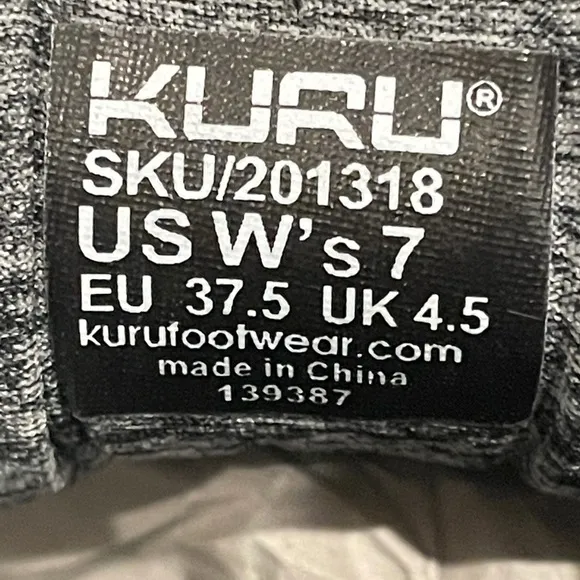 KURU®
SKU/201318
US W's 7
EU 37.5 UK 4.5
kurufootwear.com
made in China
139387